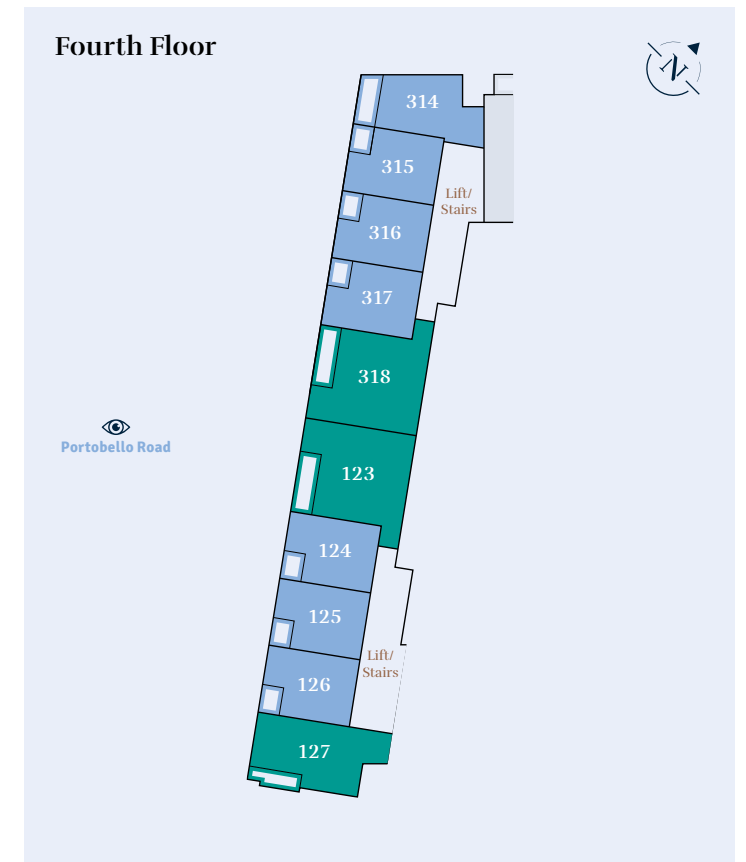 Fourth Floor
N
314
315
Lift/
Stairs
316
317
318
Portobello Road
123
124
125
Lift/
Stairs
126
127